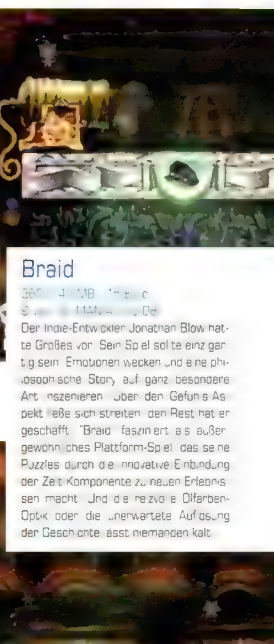 Braid
Der Indie-Entwickler Jonathan Blow hat-
te Großes vor. Sein Spiel sollte einzigar-
tig sein. Emotionen wecken und eine phi-
losophische Story auf ganz besondere
Art inszenieren. Über den Gefühls-As-
pekt ließe sich streiten, den Rest hat er
geschafft. "Braid" fasziniert als außer-
gewöhnliches Plattform-Spiel, das seine
Puzzles durch die innovative Einbindung
der Zeit-Komponente zu neuen Erlebnis-
sen macht. Und die reizvolle Ölfarben-
Optik oder die unerwartete Auflösung
der Geschichte lässt niemanden kalt.